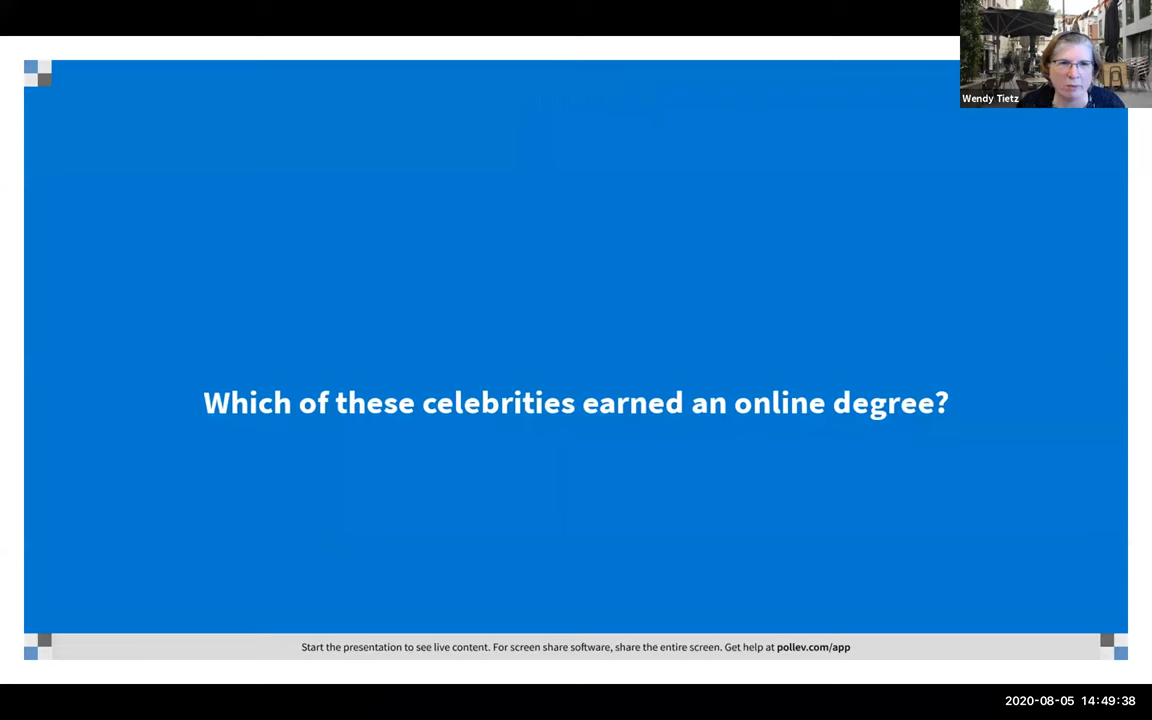 Wendy Tietz
Which of these celebrities earned an online degree?
Start the presentation to see live content. For screen share software, share the entire screen. Get help at pollev.com/app
2020-08-05 14:49:38